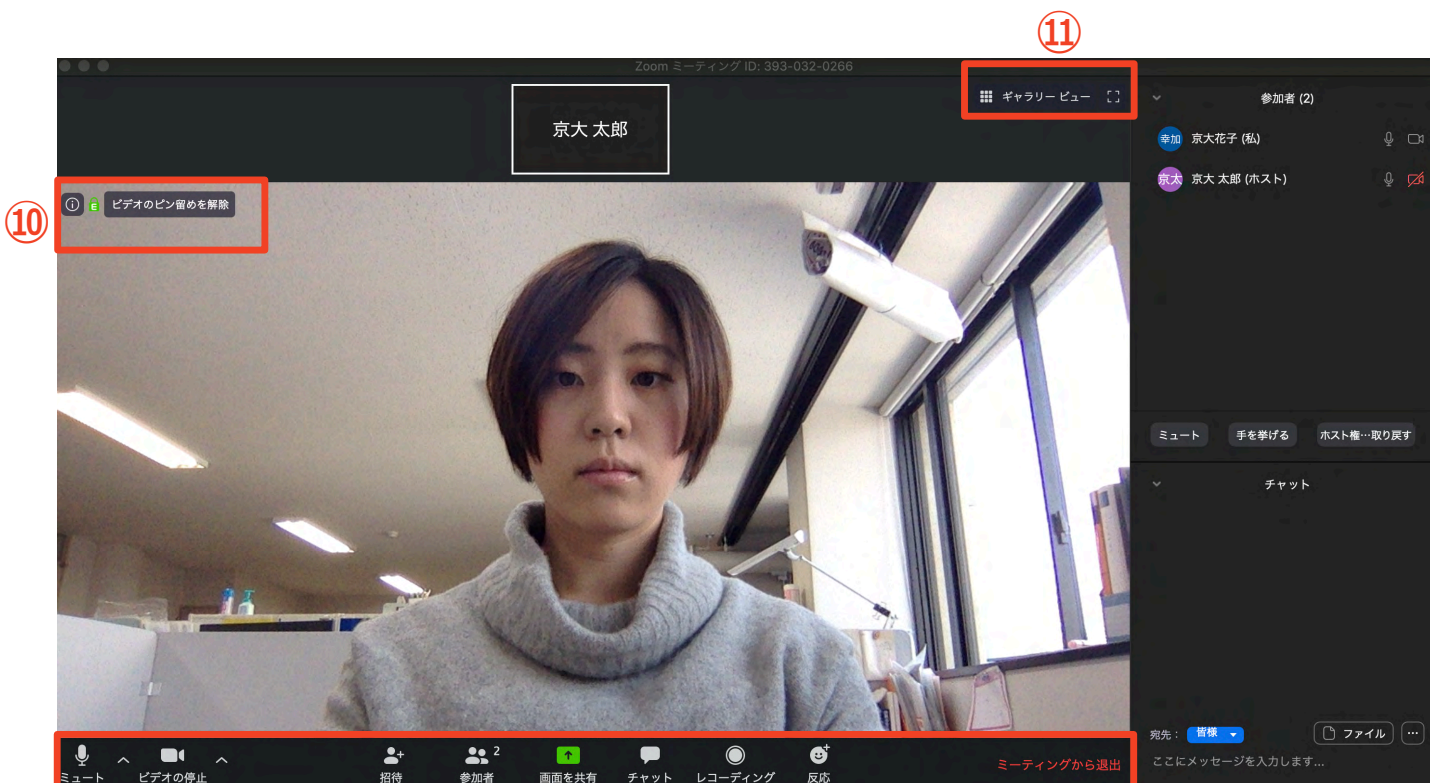 ⑪
Zoom ミーティング ID: 393-032-0266
ギャラリー ビュー
京大 太郎
⑩
ビデオのピン留めを解除
参加者 (2)
幸加 京大花子 (私)
京太 京大 太郎 (ホスト)
ミュート 手を挙げる ホスト権…取り戻す
チャット
宛先： 皆様 ファイル
ここにメッセージを入力します...
ミュート ビデオの停止 招待 参加者 2 画面を共有 チャット レコーディング 反応 ミーティングから退出